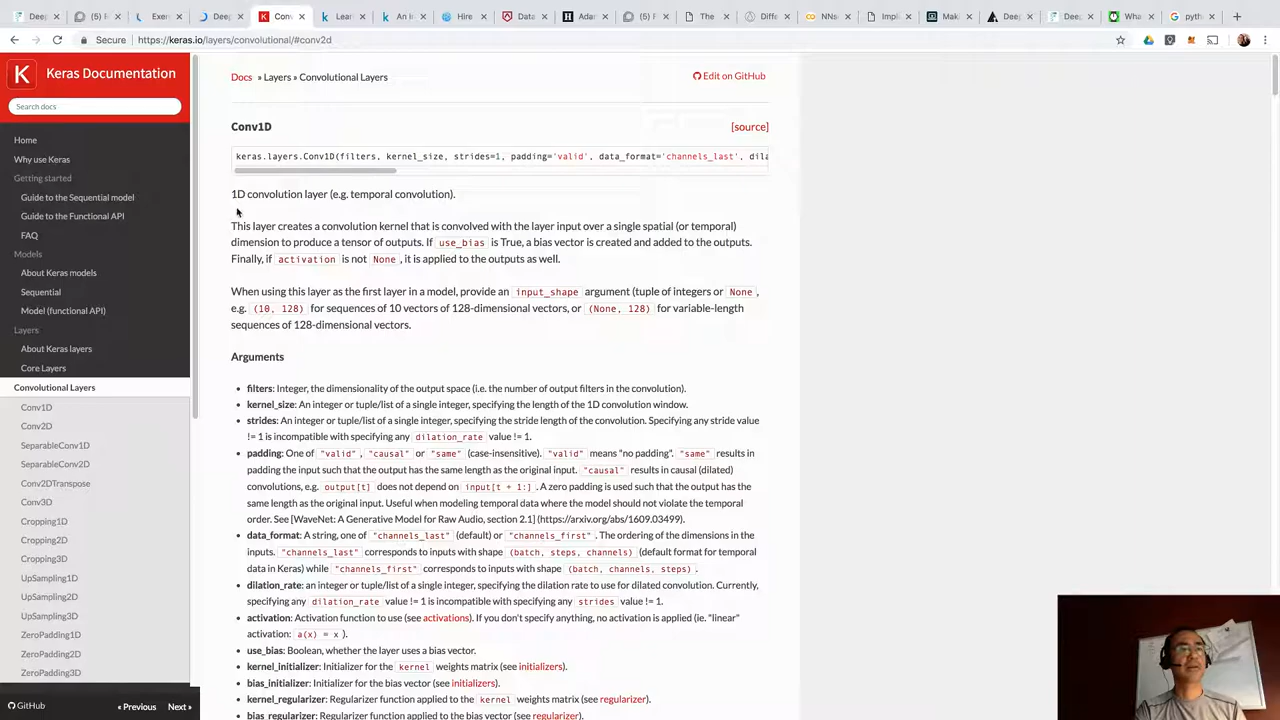 Deep
(5) R
Exer
Deep
Con
Lear
An I
Hire
Data
Adar
(5) F
The
Diffe
CNNs
Impl
Mak
Deep
Deep
Wha
pyth
Secure
https://keras.io/layers/convolutional/#conv2d
K
Keras Documentation
Search docs
Home
Why use Keras
Getting started
Guide to the Sequential model
Guide to the Functional API
FAQ
Models
About Keras models
Sequential
Model (functional API)
Layers
About Keras layers
Core Layers
Convolutional Layers
Conv1D
Conv2D
SeparableConv1D
SeparableConv2D
Conv2DTranspose
Conv3D
Cropping1D
Cropping2D
Cropping3D
UpSampling1D
UpSampling2D
UpSampling3D
ZeroPadding1D
ZeroPadding2D
ZeroPadding3D
GitHub
« Previous
Next »
Docs » Layers » Convolutional Layers
Edit on GitHub
Conv1D
[source]
keras.layers.Conv1D(filters, kernel_size, strides=1, padding='valid', data_format='channels_last', dila
1D convolution layer (e.g. temporal convolution).
This layer creates a convolution kernel that is convolved with the layer input over a single spatial (or temporal)
dimension to produce a tensor of outputs. If use_bias is True, a bias vector is created and added to the outputs.
Finally, if activation is not None, it is applied to the outputs as well.
When using this layer as the first layer in a model, provide an input_shape argument (tuple of integers or None,
e.g. (10, 128) for sequences of 10 vectors of 128-dimensional vectors, or (None, 128) for variable-length
sequences of 128-dimensional vectors.
Arguments
• filters: Integer, the dimensionality of the output space (i.e. the number of output filters in the convolution).
• kernel_size: An integer or tuple/list of a single integer, specifying the length of the 1D convolution window.
• strides: An integer or tuple/list of a single integer, specifying the stride length of the convolution. Specifying any stride value
!= 1 is incompatible with specifying any dilation_rate value != 1.
• padding: One of "valid", "causal" or "same" (case-insensitive). "valid" means "no padding". "same" results in
padding the input such that the output has the same length as the original input. "causal" results in causal (dilated)
convolutions, e.g. output[t] does not depend on input[t + 1:]. A zero padding is used such that the output has the
same length as the original input. Useful when modeling temporal data where the model should not violate the temporal
order. See [WaveNet: A Generative Model for Raw Audio, section 2.1] (https://arxiv.org/abs/1609.03499).
• data_format: A string, one of "channels_last" (default) or "channels_first". The ordering of the dimensions in the
inputs. "channels_last" corresponds to inputs with shape (batch, steps, channels) (default format for temporal
data in Keras) while "channels_first" corresponds to inputs with shape (batch, channels, steps).
• dilation_rate: an integer or tuple/list of a single integer, specifying the dilation rate to use for dilated convolution. Currently,
specifying any dilation_rate value != 1 is incompatible with specifying any strides value != 1.
• activation: Activation function to use (see activations). If you don't specify anything, no activation is applied (ie. "linear"
activation: a(x) = x ).
• use_bias: Boolean, whether the layer uses a bias vector.
• kernel_initializer: Initializer for the kernel weights matrix (see initializers).
• bias_initializer: Initializer for the bias vector (see initializers).
• kernel_regularizer: Regularizer function applied to the kernel weights matrix (see regularizer).
• bias_regularizer: Regularizer function applied to the bias vector (see regularizer).